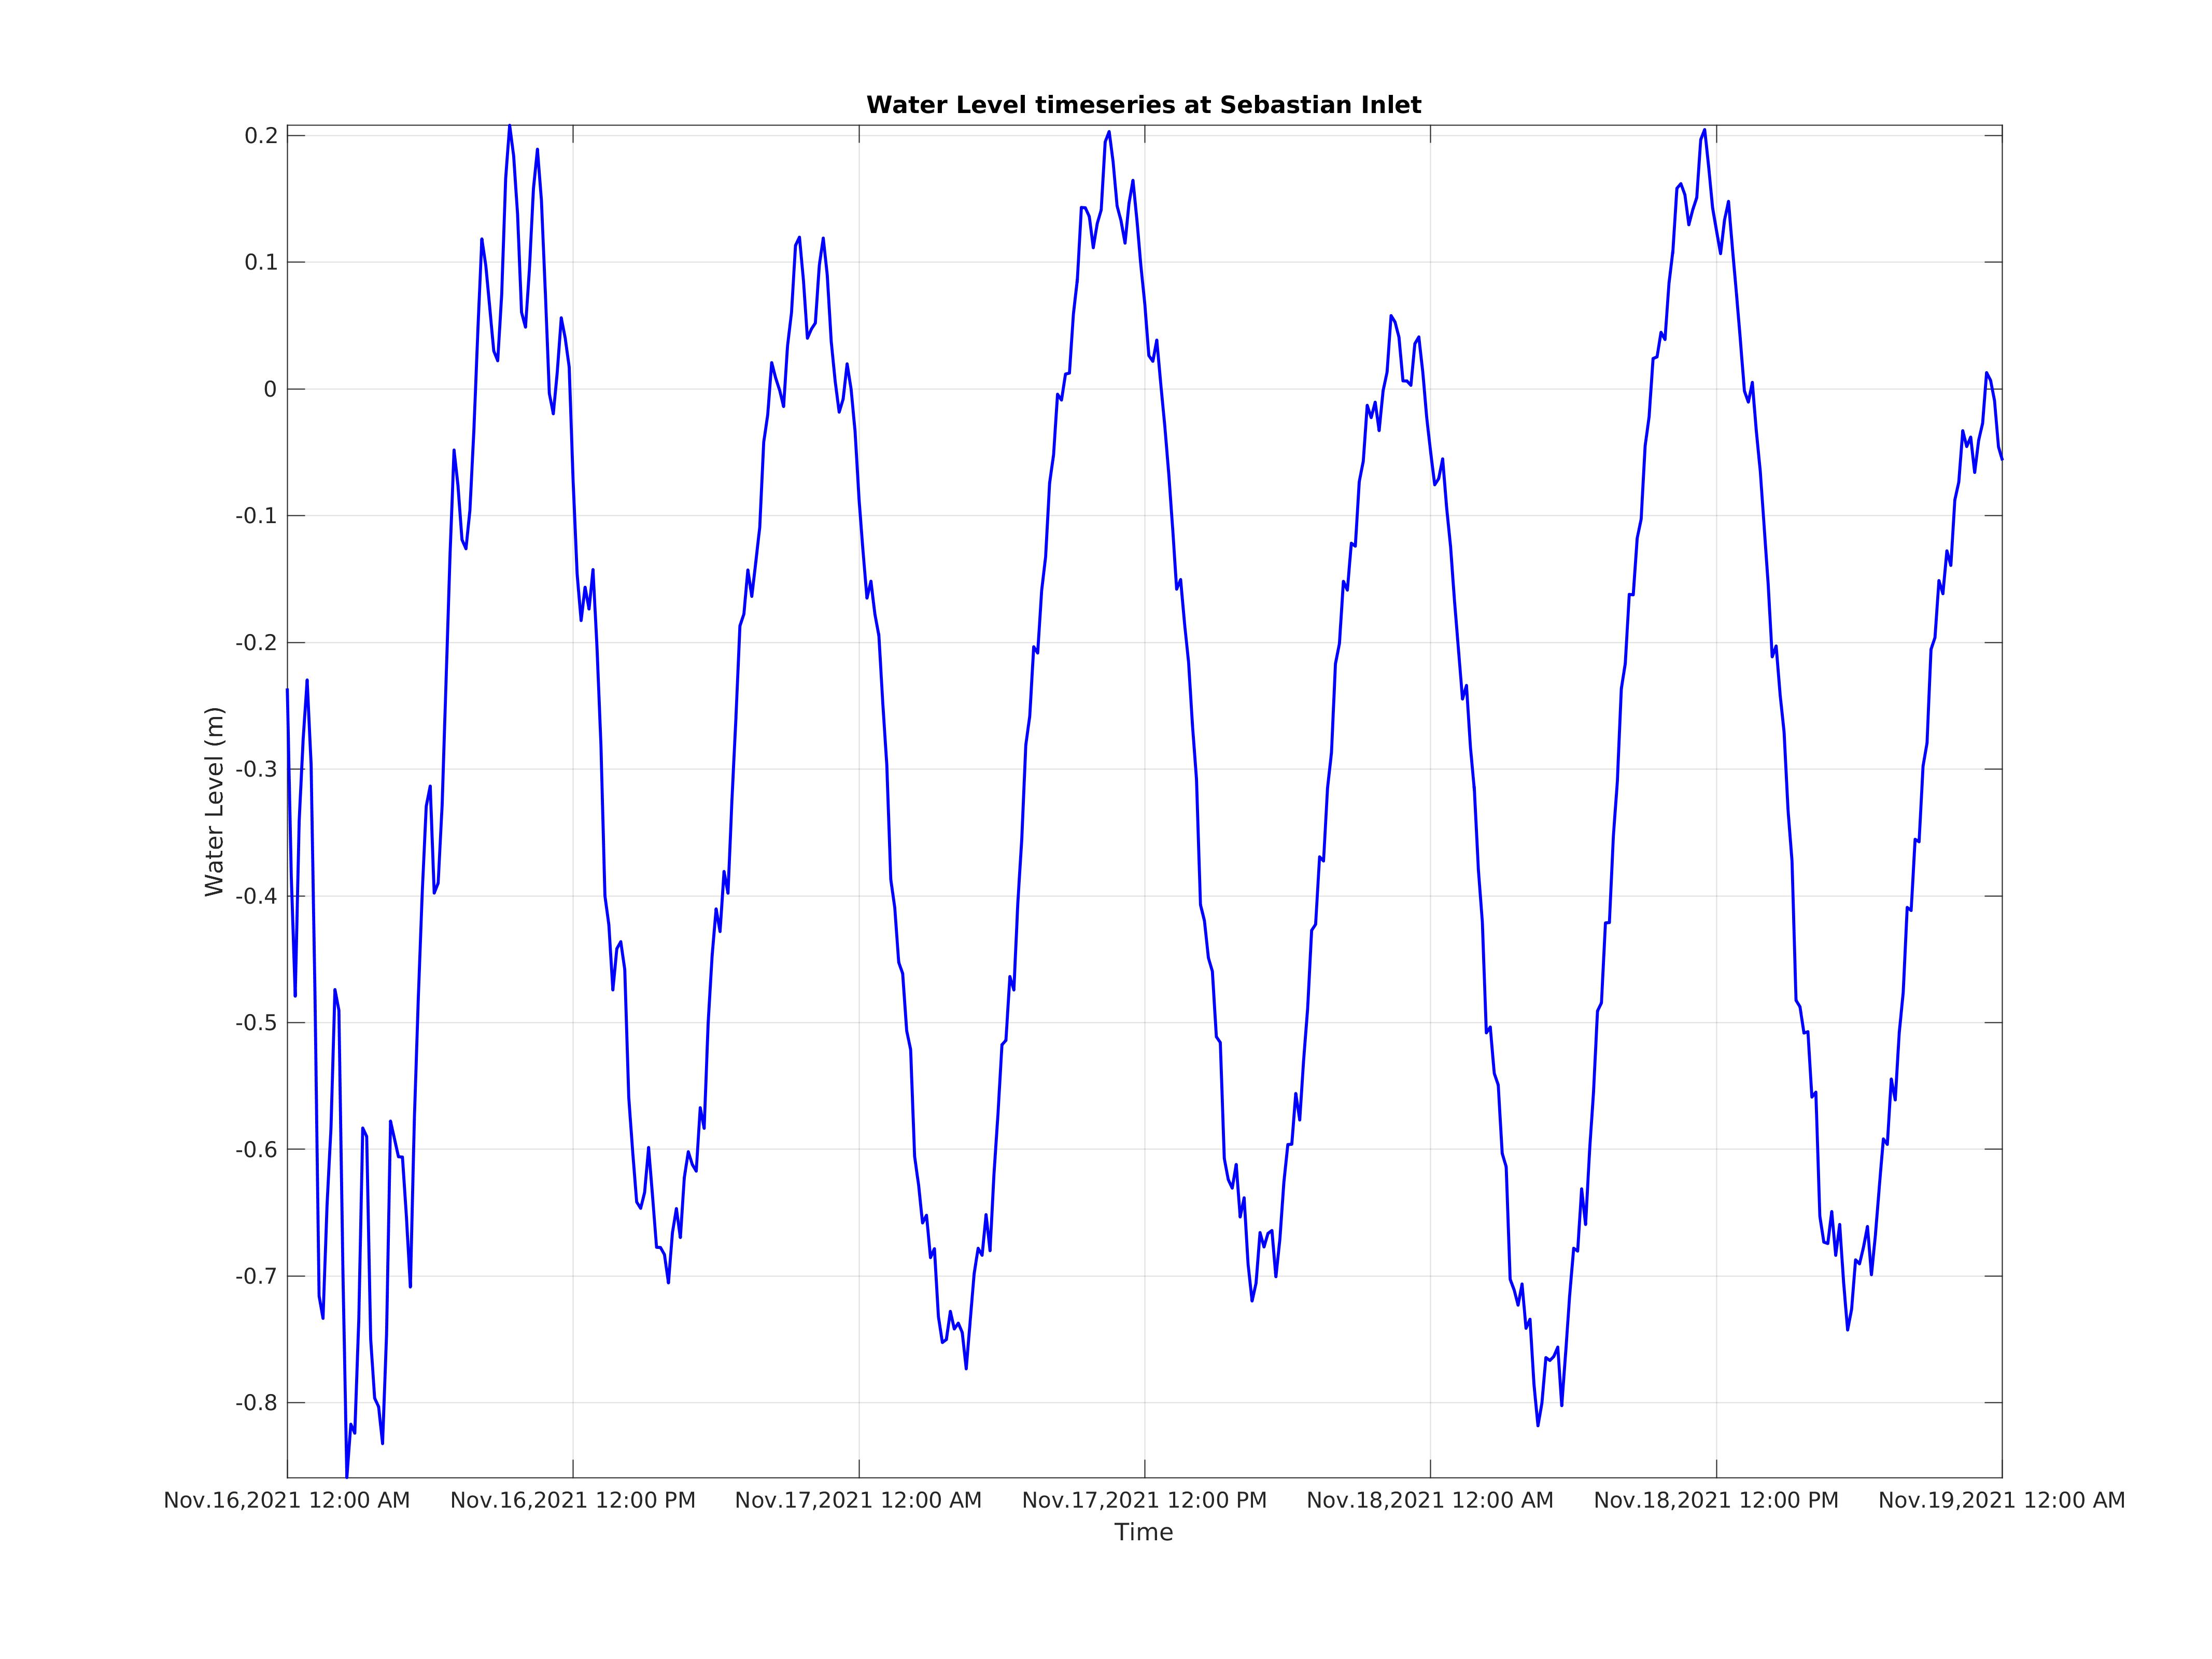 Water Level timeseries at Sebastian Inlet
0.2
0.1
0
-0.1
-0.2
-0.3
-0.4
-0.5
-0.6
-0.7
-0.8
Water Level (m)
Nov.16,2021 12:00 AM Nov.16,2021 12:00 PM Nov.17,2021 12:00 AM Nov.17,2021 12:00 PM Nov.18,2021 12:00 AM Nov.18,2021 12:00 PM Nov.19,2021 12:00 AM
Time